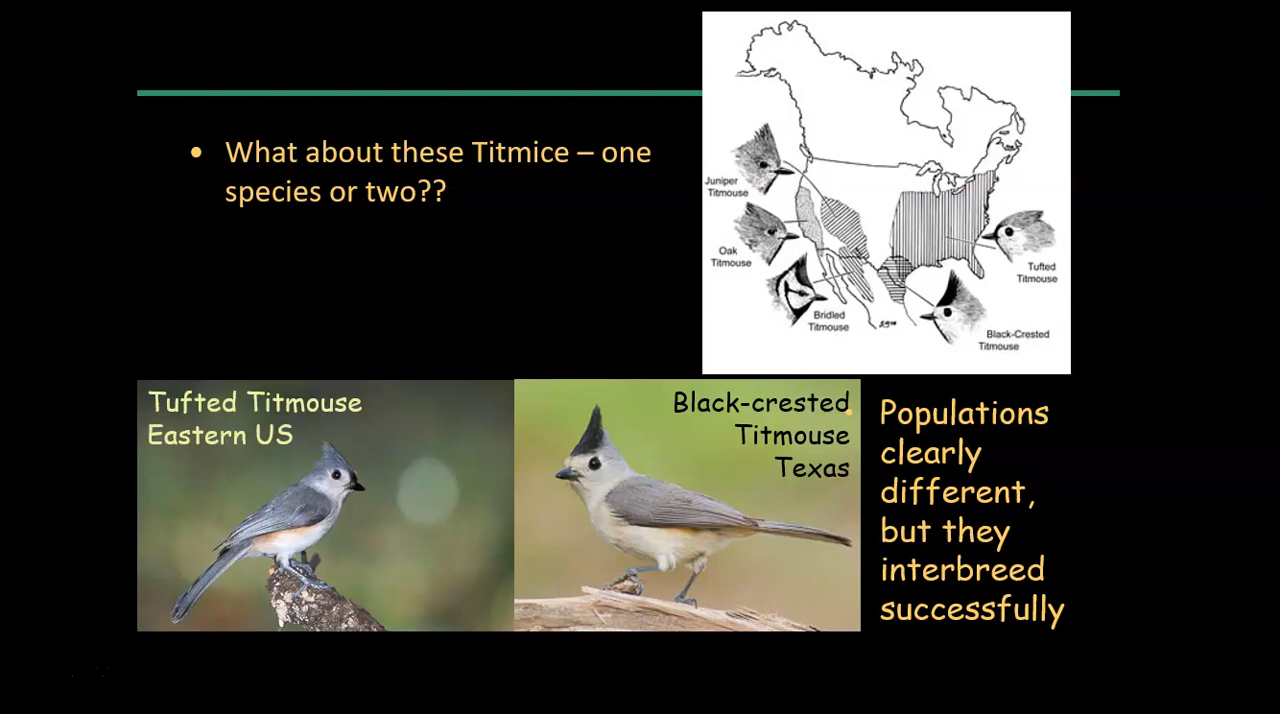 • What about these Titmice – one
species or two??
Juniper
Titmouse
Oak
Titmouse
Bridled
Titmouse
Tufted
Titmouse
Black-Crested
Titmouse
Tufted Titmouse
Eastern US
Black-crested
Titmouse
Texas
Populations
clearly
different,
but they
interbreed
successfully